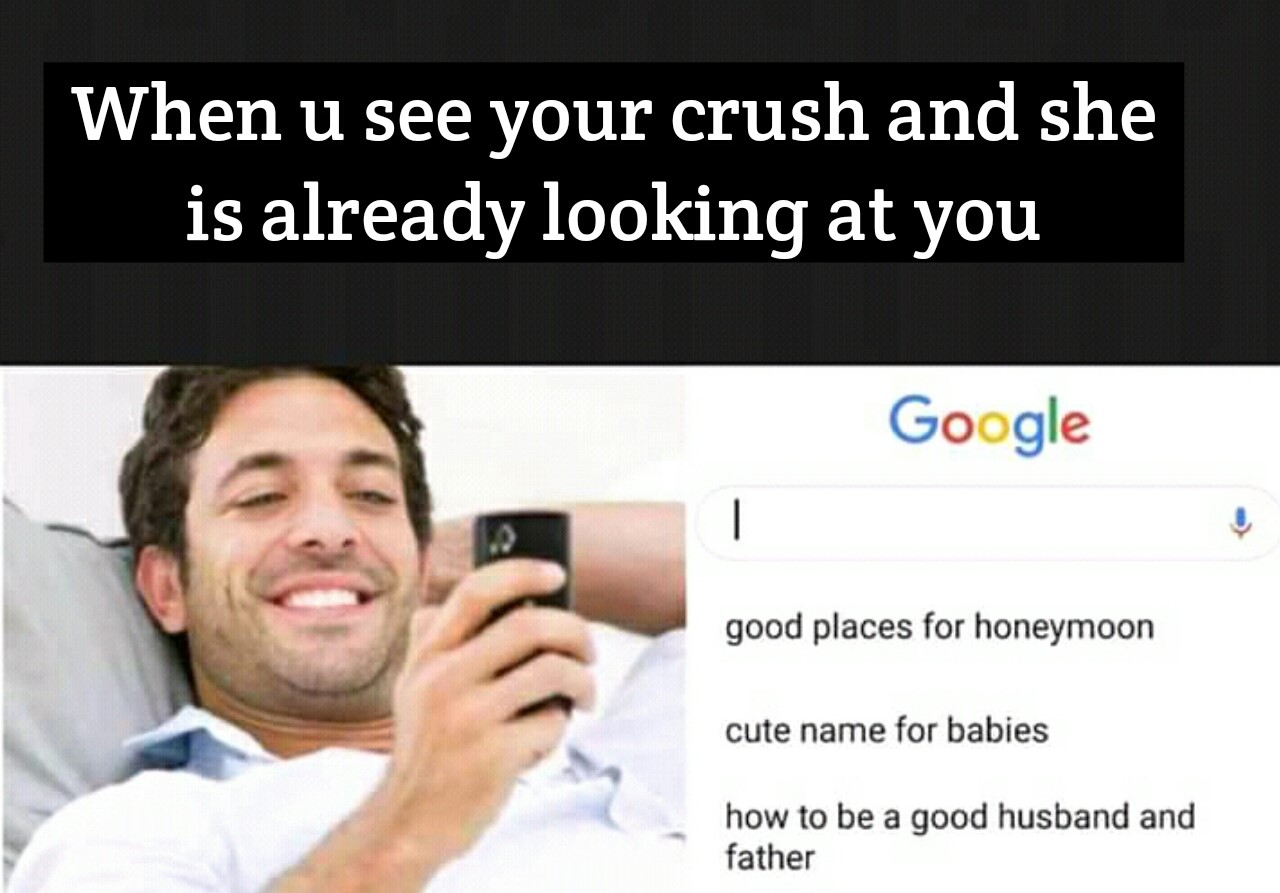 When u see your crush and she
is already looking at you
Google
good places for honeymoon
cute name for babies
how to be a good husband and
father